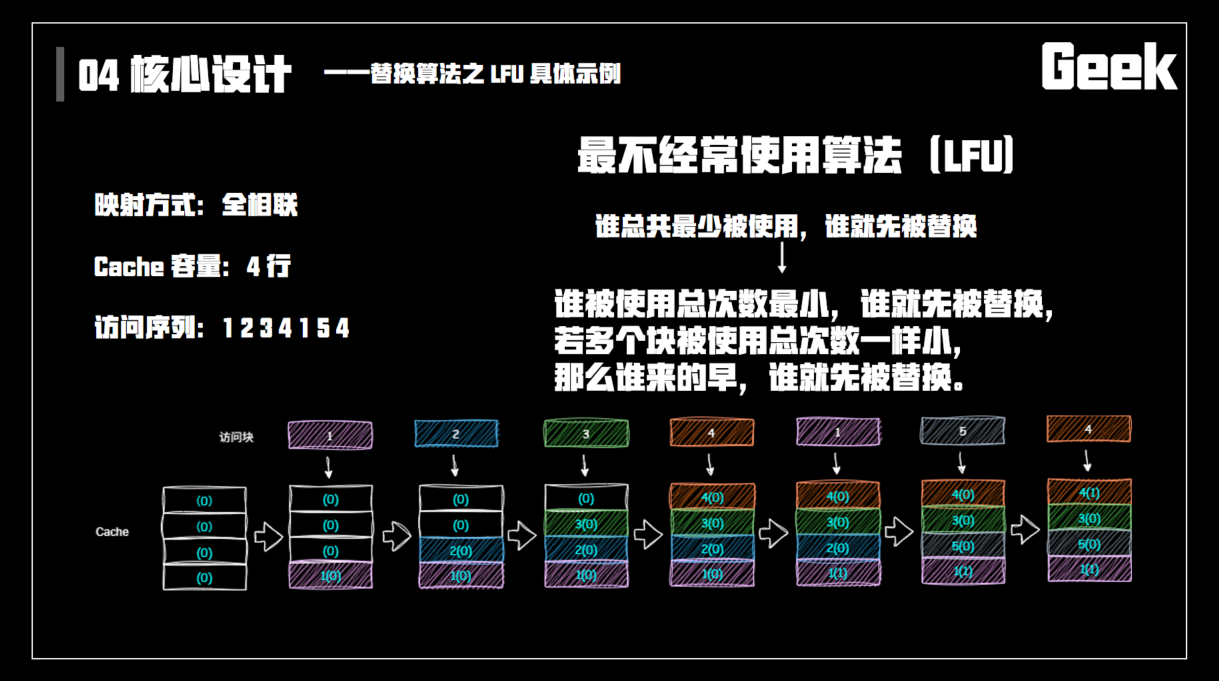 04 核心设计 ——替换算法之 LFU 具体示例
Geek
最不经常使用算法（LFU）
映射方式：全相联
谁总共最少被使用，谁就先被替换
Cache 容量：4 行
谁被使用总次数最小，谁就先被替换，
访问序列：1 2 3 4 1 5 4
若多个块被使用总次数一样小，
那么谁来的早，谁就先被替换。
访问块 1 2 3 4 1 5 4
(0) (0) (0) (0) 4(0) 4(0) 4(0) 4(1)
Cache (0) (0) (0) 3(0) 3(0) 3(0) 3(0) 3(0)
(0) (0) 2(0) 2(0) 2(0) 2(0) 5(0) 5(0)
(0) 1(0) 1(0) 1(0) 1(0) 1(1) 1(1) 1(1)